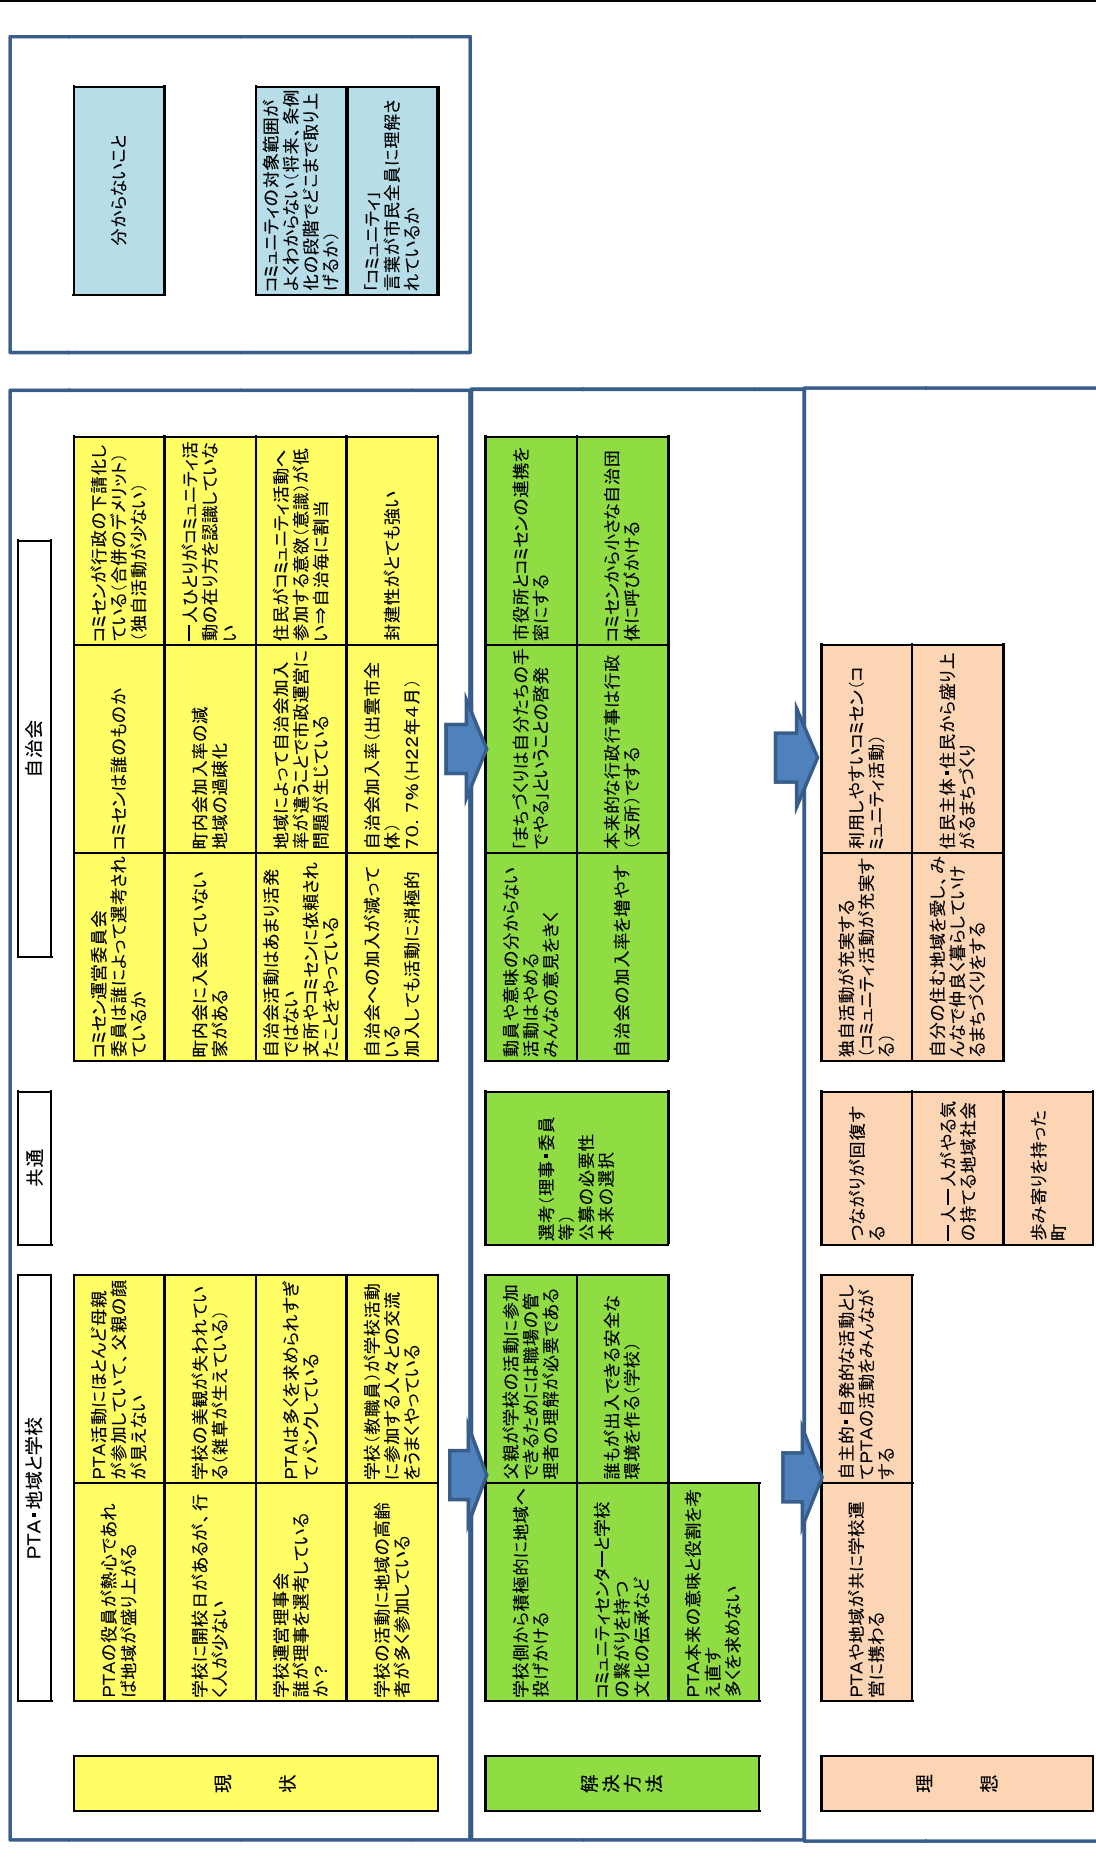 PTA・地域と学校
共通
自治会
現　状
PTAの役員が熱心であれ
ば地域が盛り上がる
PTA活動にほとんど母親
が参加していて、父親の顔
が見えない
コミセン運営委員会
委員は誰によって選考され
ているか
コミセンは誰のものか
コミセンが行政の下請化し
ている（合併のデメリット）
（独自活動が少ない）
学校に開校日があるが、行
く人が少ない
学校の美観が失われてい
る（雑草が生えている）
町内会に入会していない
家がある
町内会加入率の減
地域の過疎化
一人ひとりがコミュニティ活
動の在り方を認識していな
い
学校運営理事会
誰が理事を選考している
か？
PTAは多くを求められすぎ
てパンクしている
自治会活動はあまり活発
ではない
支所やコミセンに依頼され
たことをやっている
地域によって自治会加入
率が違うことで市政運営に
問題が生じている
住民がコミュニティ活動へ
参加する意欲（意識）が低
い⇒自治毎に割当
学校の活動に地域の高齢
者が多く参加している
学校（教職員）が学校活動
に参加する人々との交流
をうまくやっている
自治会への加入が減って
いる
加入しても活動に消極的
自治会加入率（出雲市全
体）
70．7％（H22年4月）
封建性がとても強い
解決方法
学校側から積極的に地域へ
投げかける
父親が学校の活動に参加
できるためには職場の管
理者の理解が必要である
選考（理事・委員
等）
公募の必要性
本来の選択
動員や意味の分からない
活動はやめる
みんなの意見をきく
「まちづくりは自分たちの手
でやる」ということの啓発
市役所とコミセンの連携を
密にする
コミュニティセンターと学校
の繋がりを持つ
文化の伝承など
誰もが出入できる安全な
環境を作る（学校）
自治会の加入率を増やす
本来的な行政行事は行政
（支所）でする
コミセンから小さな自治団
体に呼びかける
PTA本来の意味と役割を考
え直す
多くを求めない
理　想
PTAや地域が共に学校運
営に携わる
自主的・自発的な活動とし
てPTAの活動をみんなが
する
つながりが回復す
る
独自活動が充実する
（コミュニティ活動が充実す
る）
利用しやすいコミセン（コ
ミュニティ活動）
一人一人がやる気
の持てる地域社会
自分の住む地域を愛し、み
んなで仲良く暮らしていけ
るまちづくりをする
住民主体・住民から盛り上
がるまちづくり
歩み寄りを持った
町
分からないこと
コミュニティの対象範囲が
よくわからない（将来、条例
化の段階でどこまで取り上
げるか）
「コミュニティ」
言葉が市民全員に理解さ
れているか